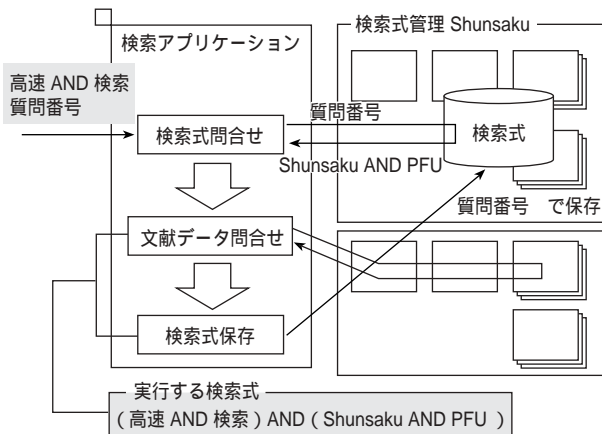 検索アプリケーション
検索式管理 Shunsaku
高速 AND 検索
質問番号
検索式問合せ
質問番号
検索式
Shunsaku AND PFU
質問番号　で保存
文献データ問合せ
検索式保存
実行する検索式
(高速 AND 検索) AND (Shunsaku AND PFU )